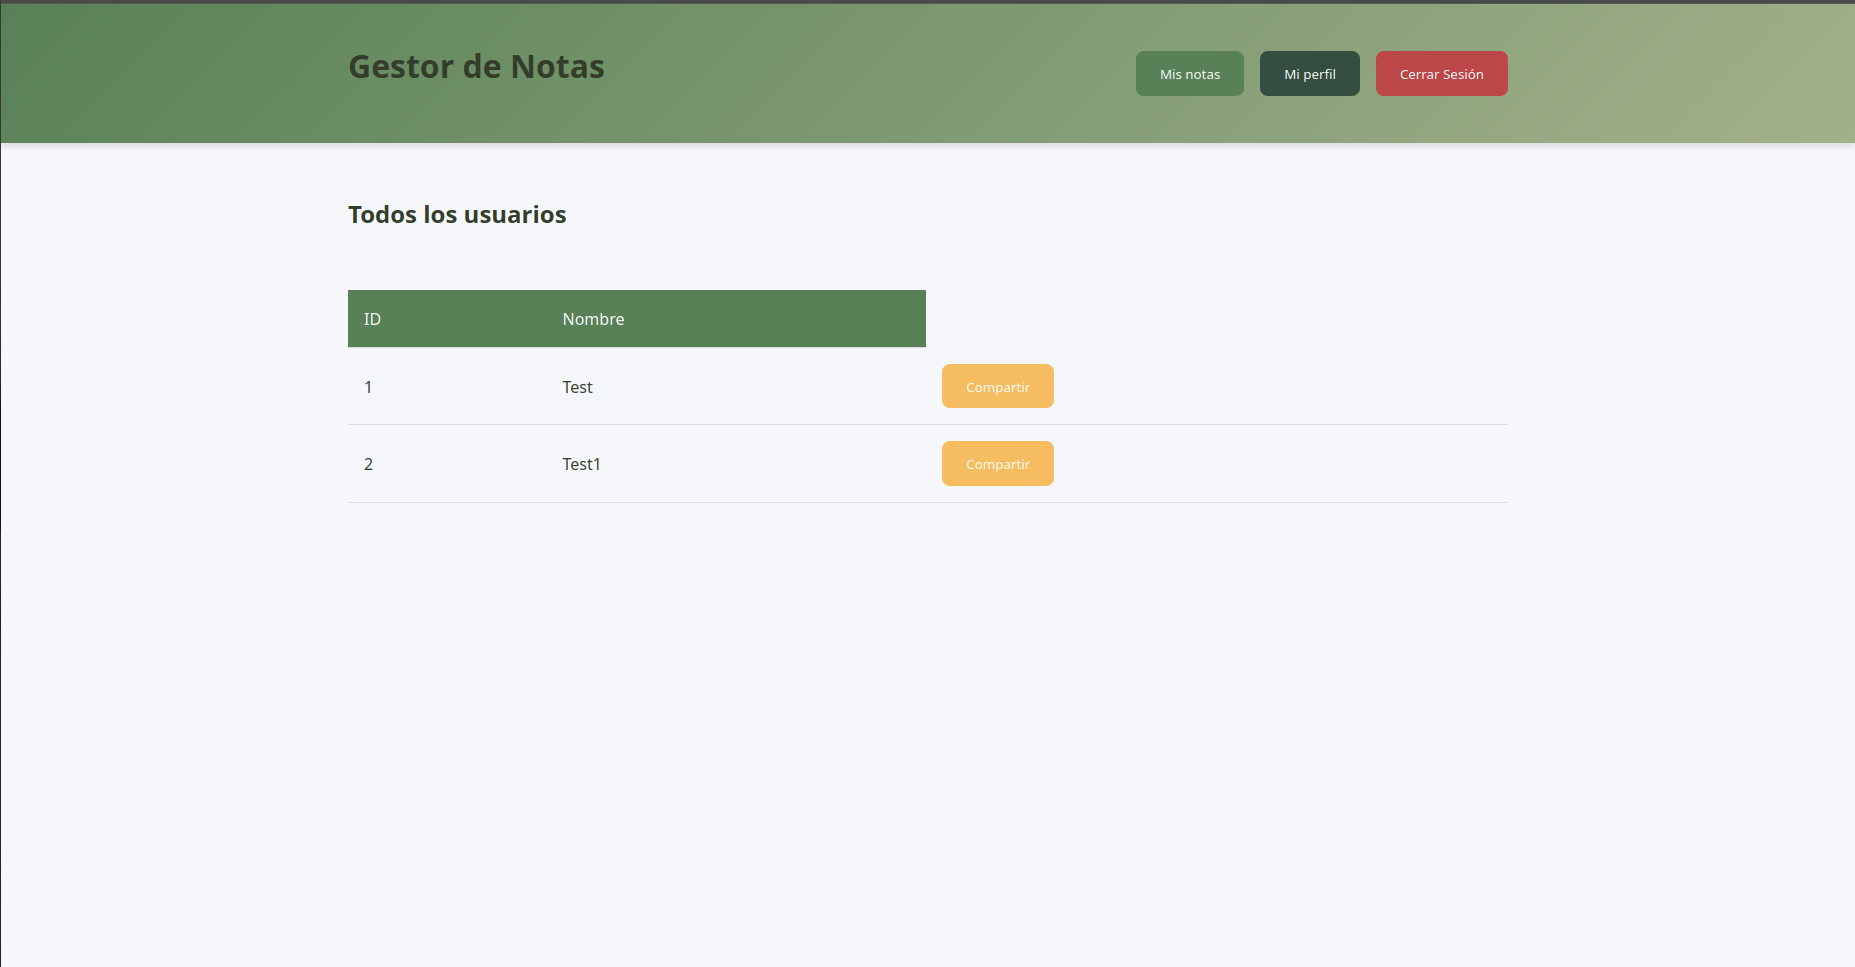 Gestor de Notas
Mis notas Mi perfil Cerrar Sesión
Todos los usuarios
ID Nombre
1 Test Compartir
2 Test1 Compartir